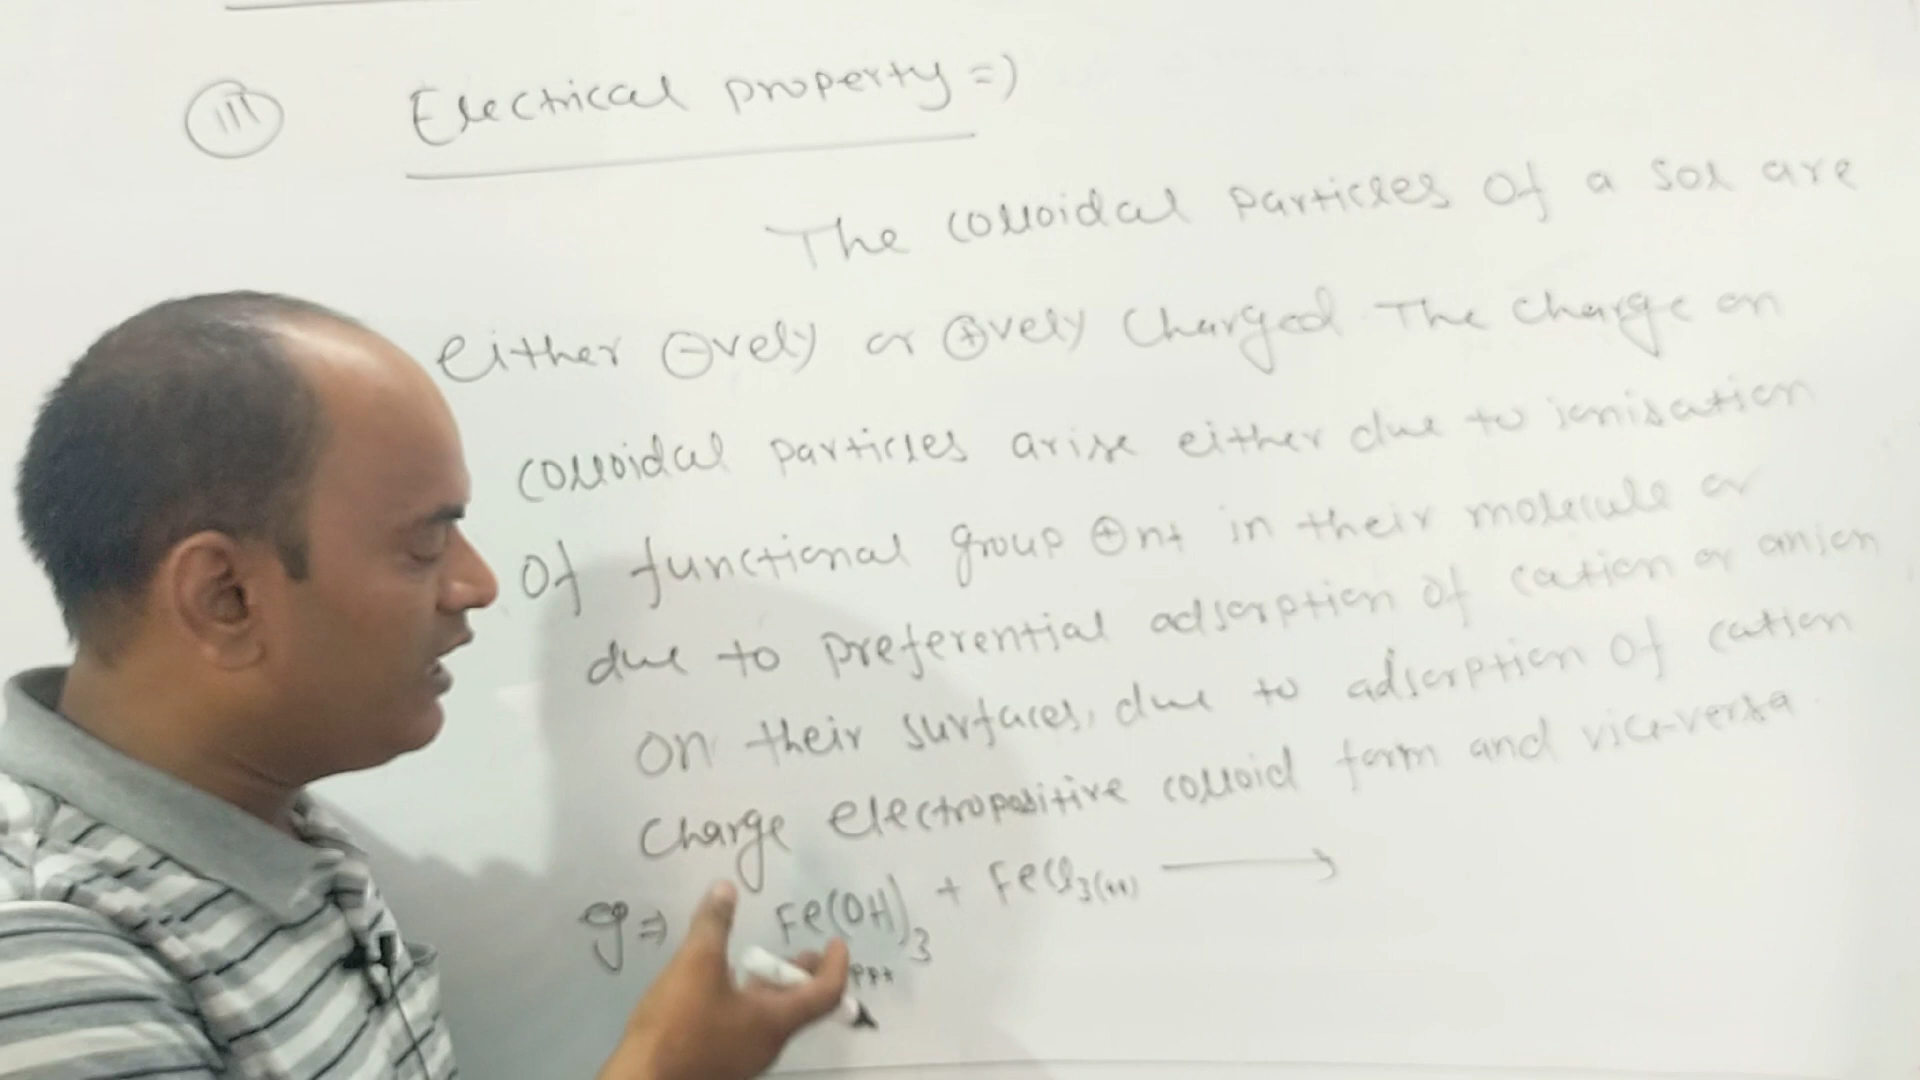 III Electrical property =>
The colloidal particles of a sol are
either ⊖vely or ⊕vely charged The charge on
colloidal particles arise either due to ionisation
of functional group ⊕nt in their molecule or
due to preferential adsorption of cation or anion
on their surfaces, due to adsorption of cation
charge electropositive colloid form and vice-versa
eg => Fe(OH)3 + FeCl3 →
ppt